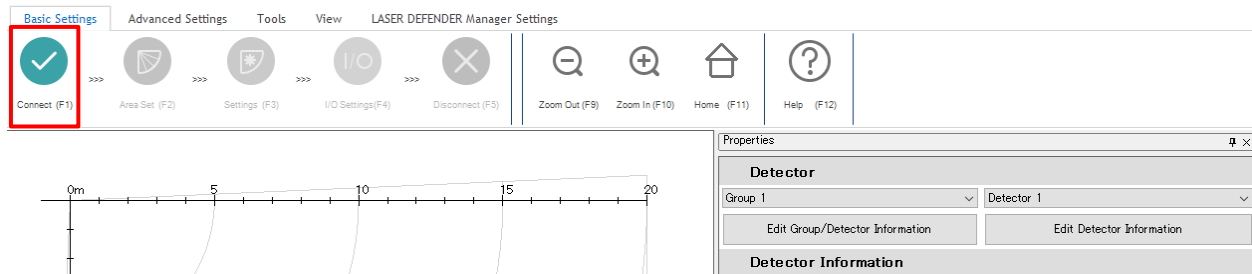 Basic Settings Advanced Settings Tools View LASER DEFENDER Manager Settings
>>> >>> I/O >>> >>> ?
Connect (F1) Area Set (F2) Settings (F3) I/O Settings(F4) Disconnect (F5) Zoom Out (F9) Zoom In (F10) Home (F11) Help (F12)
Properties
Detector
0m 5 10 15 20
Group 1 Detector 1
Edit Group/Detector Information Edit Detector Information
Detector Information